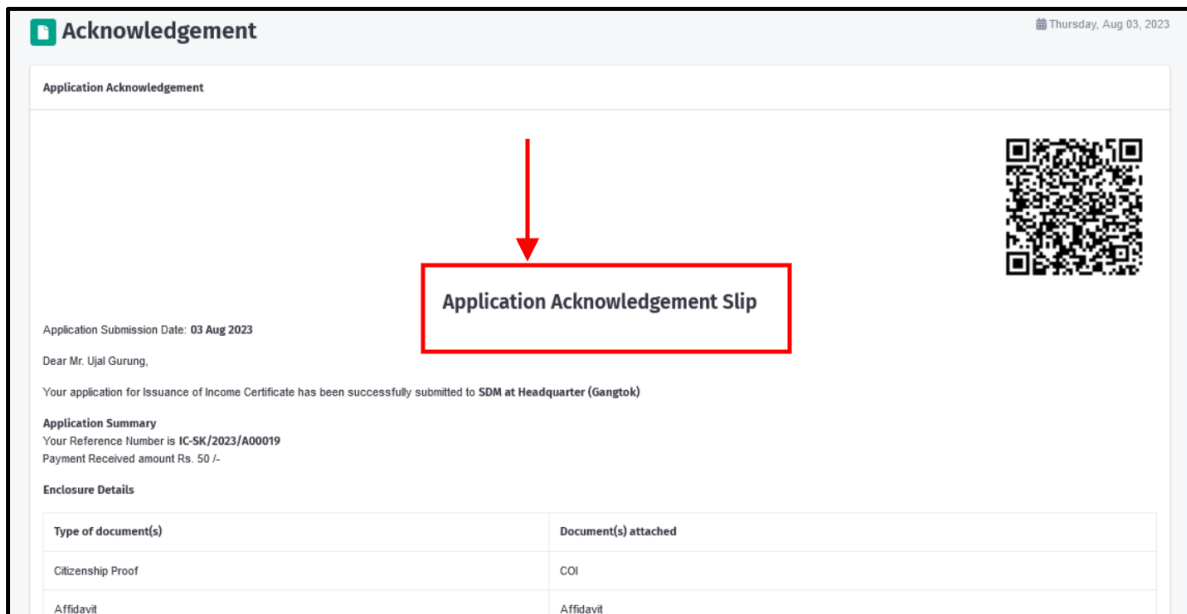 Acknowledgement
Thursday, Aug 03, 2023
Application Acknowledgement
Application Acknowledgement Slip
Application Submission Date: 03 Aug 2023
Dear Mr. Ujal Gurung,
Your application for Issuance of Income Certificate has been successfully submitted to SDM at Headquarter (Gangtok)
Application Summary
Your Reference Number is IC-SK/2023/A00019
Payment Received amount Rs. 50 /-
Enclosure Details
Type of document(s) Document(s) attached
Citizenship Proof COI
Affidavit Affidavit